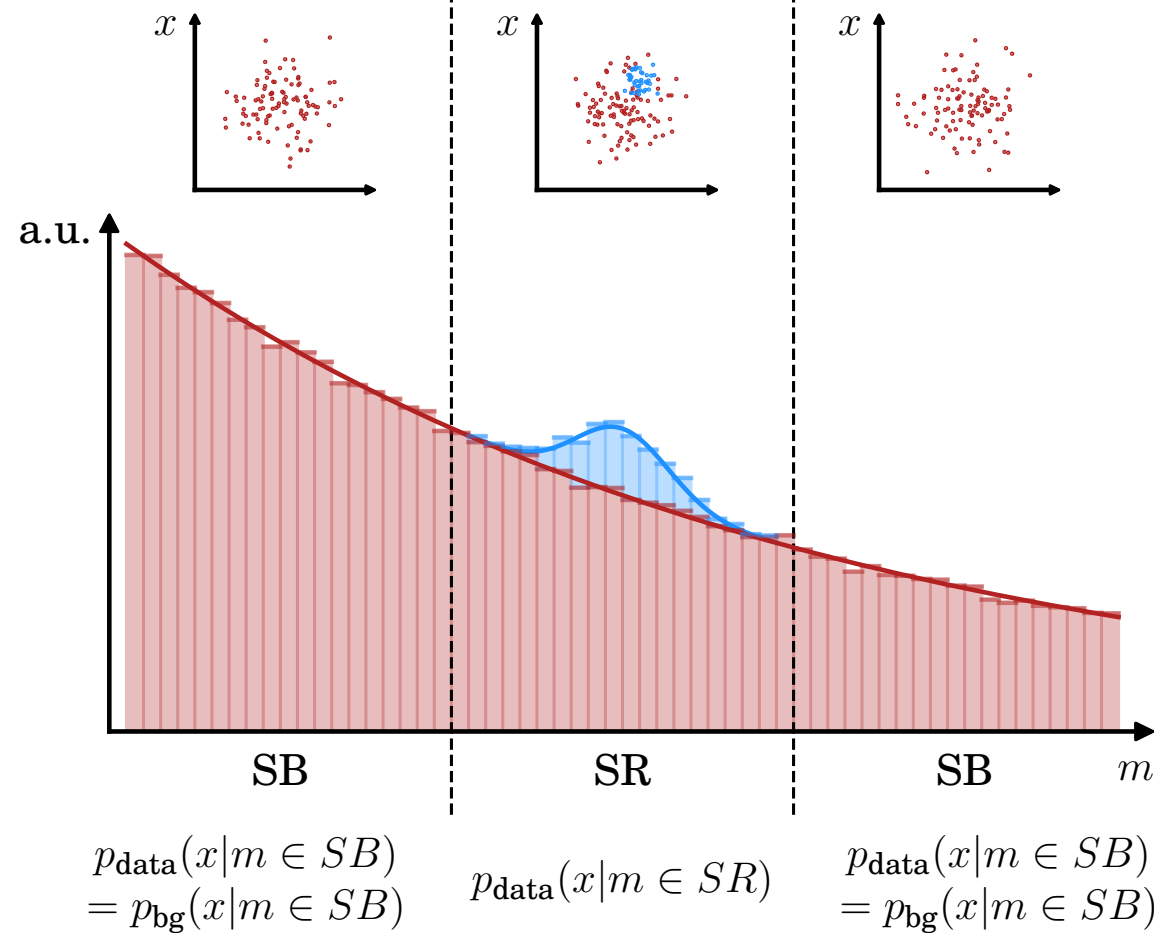 x
x
x
a.u.
SB
SR
SB
m
p_data(x|m ∈ SB)
= p_bg(x|m ∈ SB)
p_data(x|m ∈ SR)
p_data(x|m ∈ SB)
= p_bg(x|m ∈ SB)